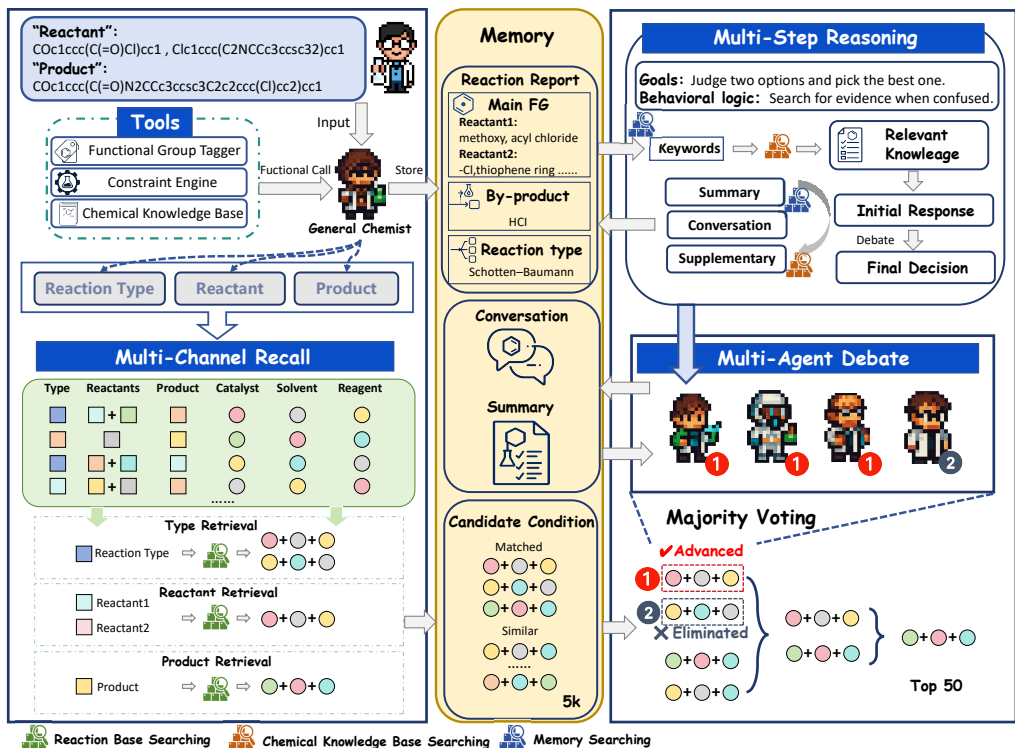 “Reactant”:
COc1ccc(C(=O)Cl)cc1 , Clc1ccc(C2NCCc3ccsc32)cc1
“Product”:
COc1ccc(C(=O)N2CCc3ccsc3C2c2ccc(Cl)cc2)cc1
Tools
Functional Group Tagger
Constraint Engine
Chemical Knowledge Base
Input
Fuctional Call
Store
General Chemist
Reaction Type
Reactant
Product
Multi-Channel Recall
Type Reactants Product Catalyst Solvent Reagent
+
+
+
......
Type Retrieval
Reaction Type
+ +
+ +
Reactant Retrieval
Reactant1
Reactant2
+ +
Product Retrieval
Product
+ +
Memory
Reaction Report
Main FG
Reactant1:
methoxy, acyl chloride
Reactant2:
-Cl,thiophene ring ......
By-product
HCl
Reaction type
Schotten–Baumann
Conversation
Summary
Candidate Condition
Matched
+ +
+ +
+ +
Similar
+ +
......
+ +
5k
Multi-Step Reasoning
Goals: Judge two options and pick the best one.
Behavioral logic: Search for evidence when confused.
Keywords
Relevant
Knowleage
Summary
Conversation
Supplementary
Initial Response
Debate
Final Decision
Multi-Agent Debate
1
1
1
2
Majority Voting
✔Advanced
1 + +
2 + +
✖Eliminated
+ +
+ +
+ +
+ +
+ +
Top 50
Reaction Base Searching
Chemical Knowledge Base Searching
Memory Searching